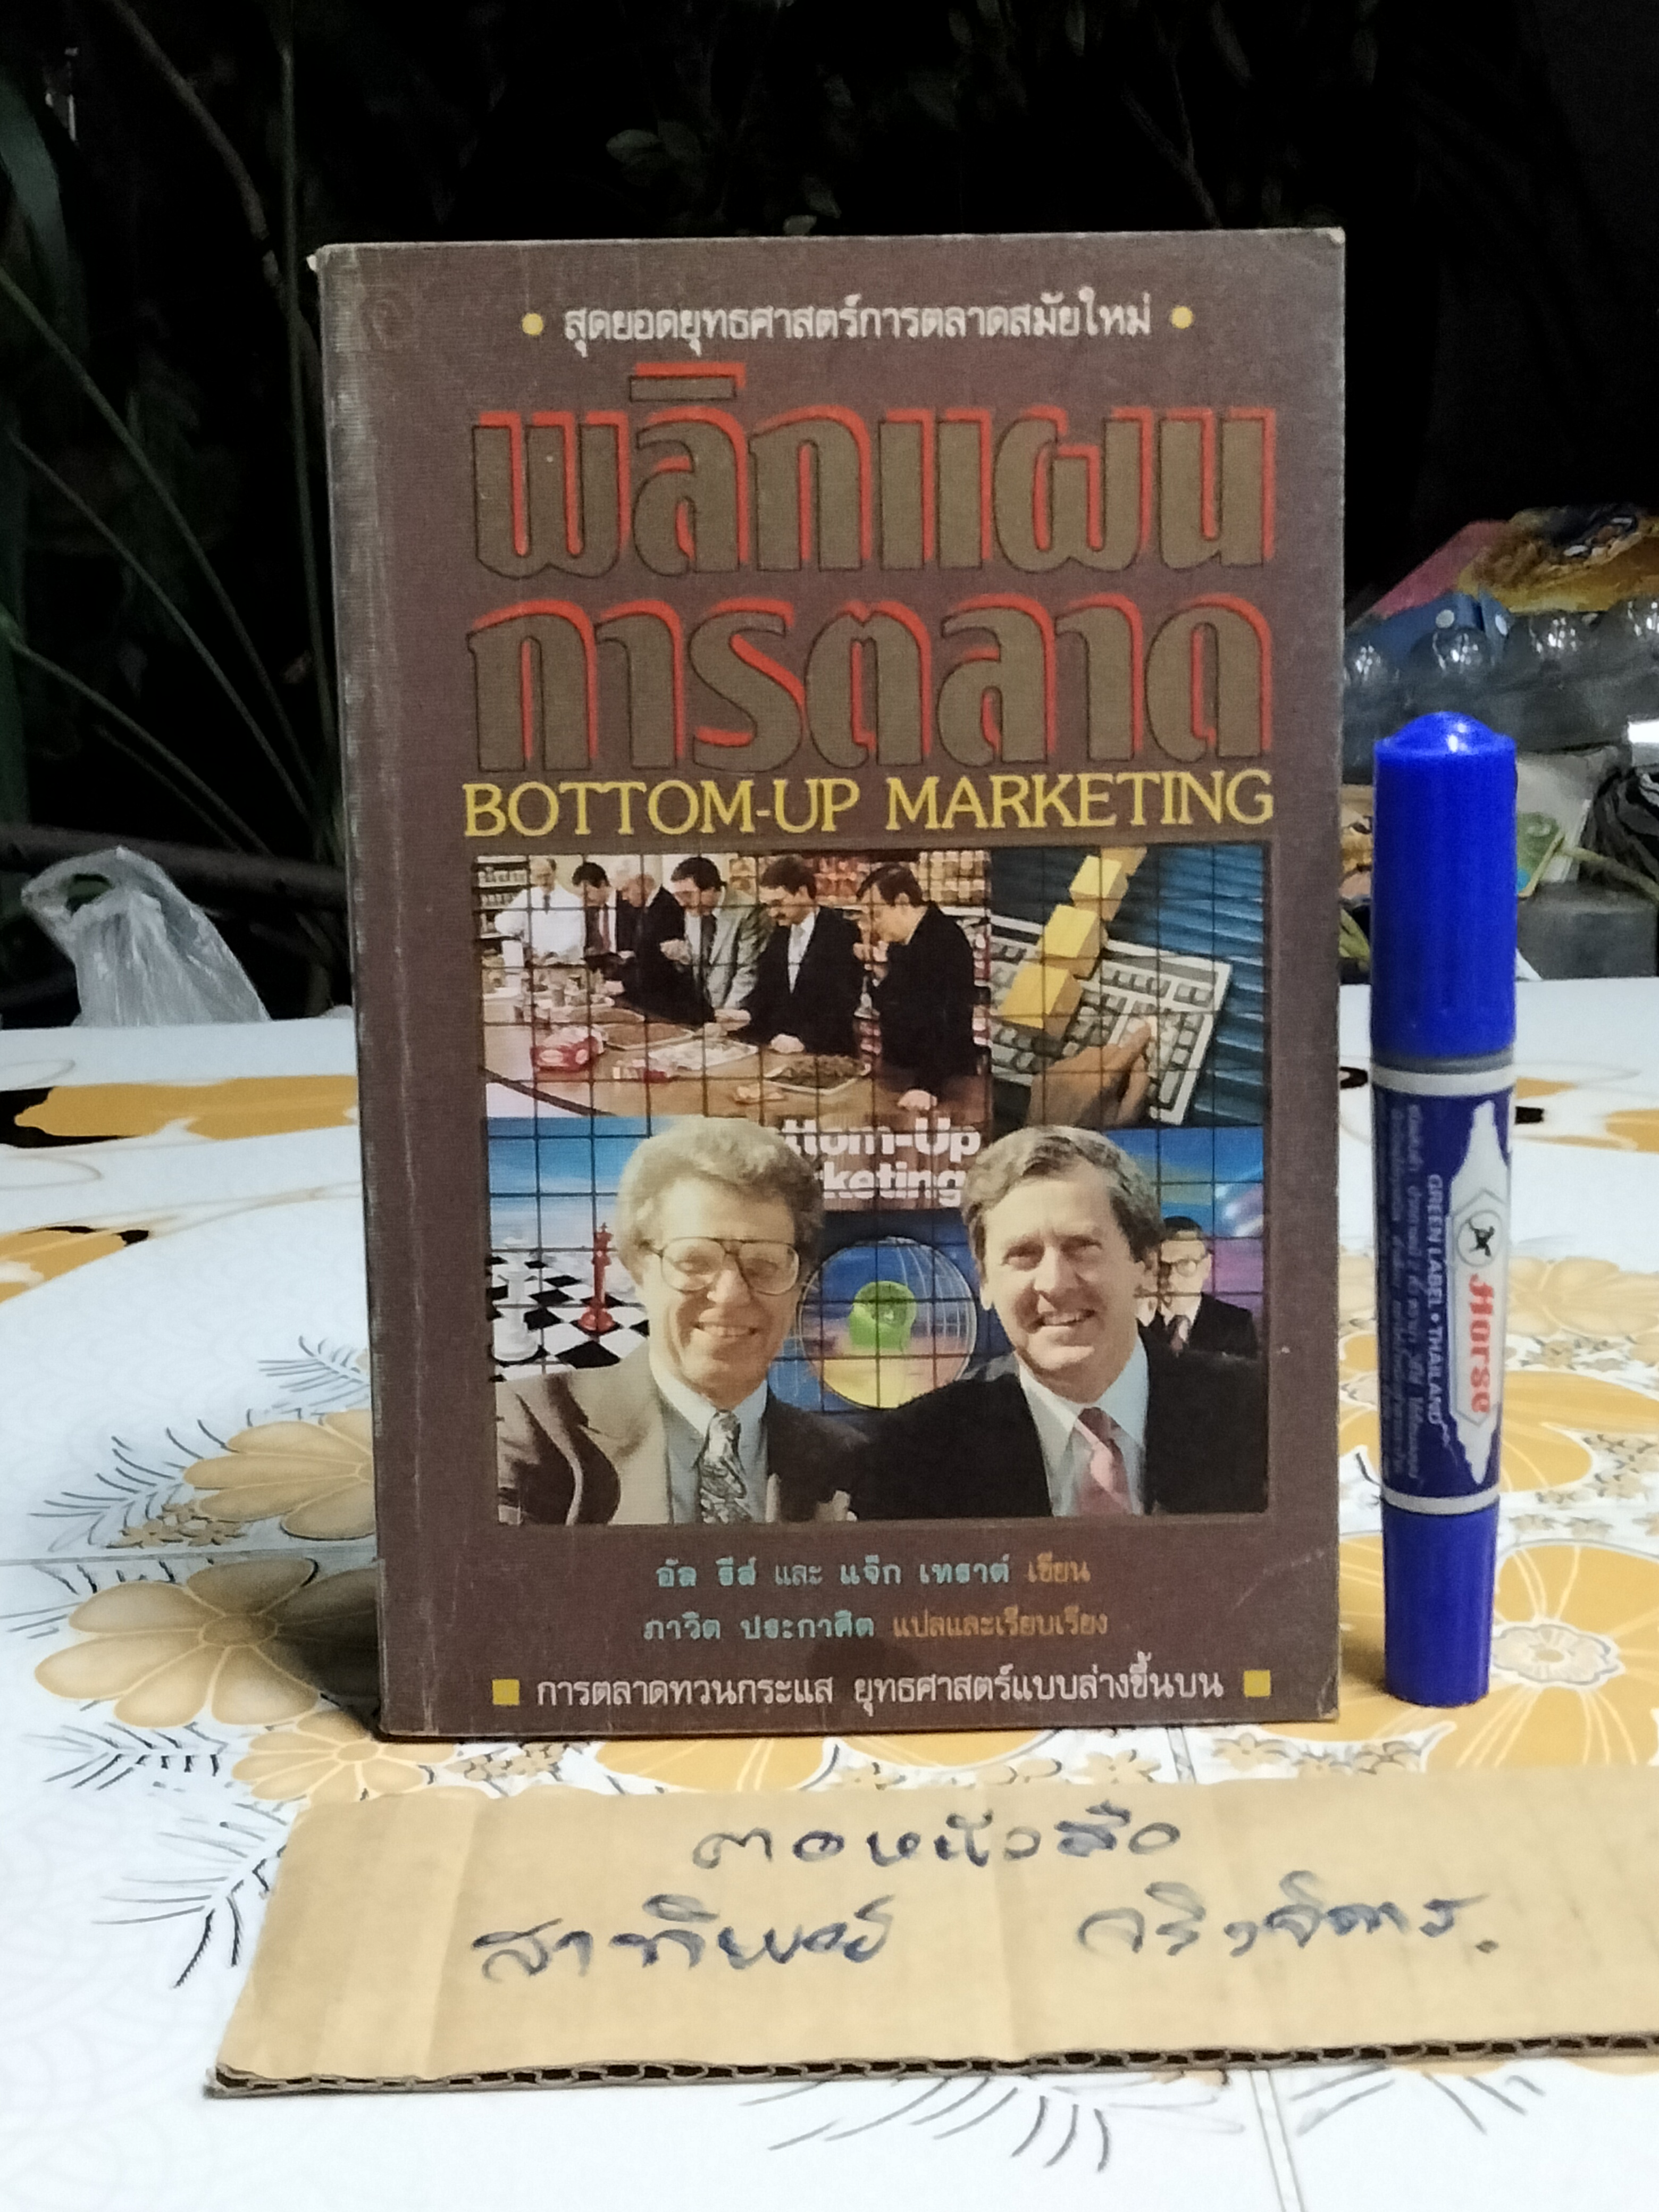 สุดยอดยุทธศาสตร์การตลาดสมัยใหม่
พลิกแผน
การตลาด
BOTTOM-UP MARKETING
ttom-Up
keting
อัล รีส์ และ แจ็ก เทราต์ เขียน
ภาวิต ประกาศิต แปลและเรียบเรียง
การตลาดทวนกระแส ยุทธศาสตร์แบบล่างขึ้นบน
Horse
GREEN LABEL • THAILAND
ตอหนังสือ
สาทิพย์ จริงจิตร.